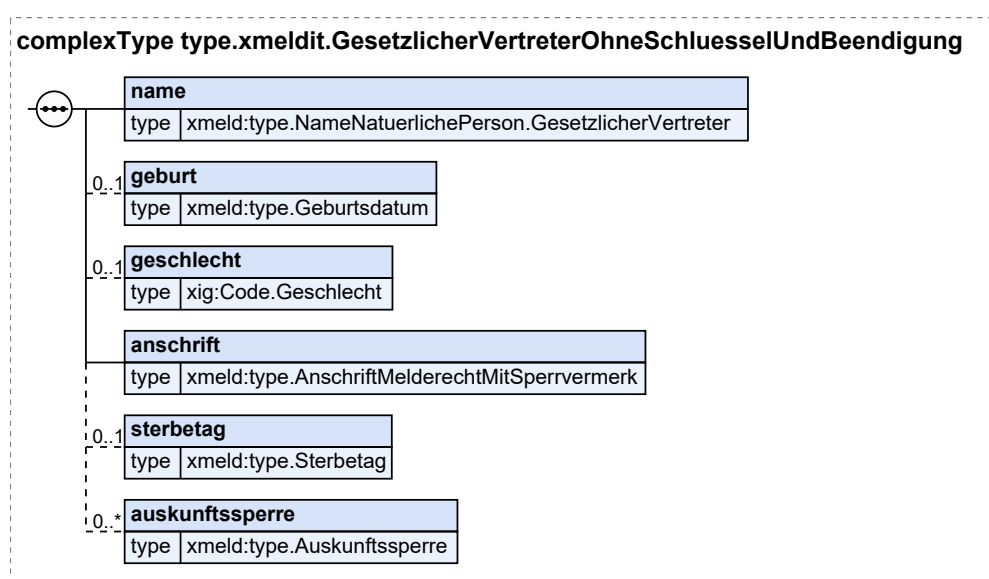 complexType type.xmeldit.GesetzlicherVertreterOhneSchluesselUndBeendigung
name
type xmeld:type.NameNatuerlichePerson.GesetzlicherVertreter
0..1 geburt
type xmeld:type.Geburtsdatum
0..1 geschlecht
type xig:Code.Geschlecht
anschrift
type xmeld:type.AnschriftMelderechtMitSperrvermerk
0..1 sterbetag
type xmeld:type.Sterbetag
0..* auskunftssperre
type xmeld:type.Auskunftssperre